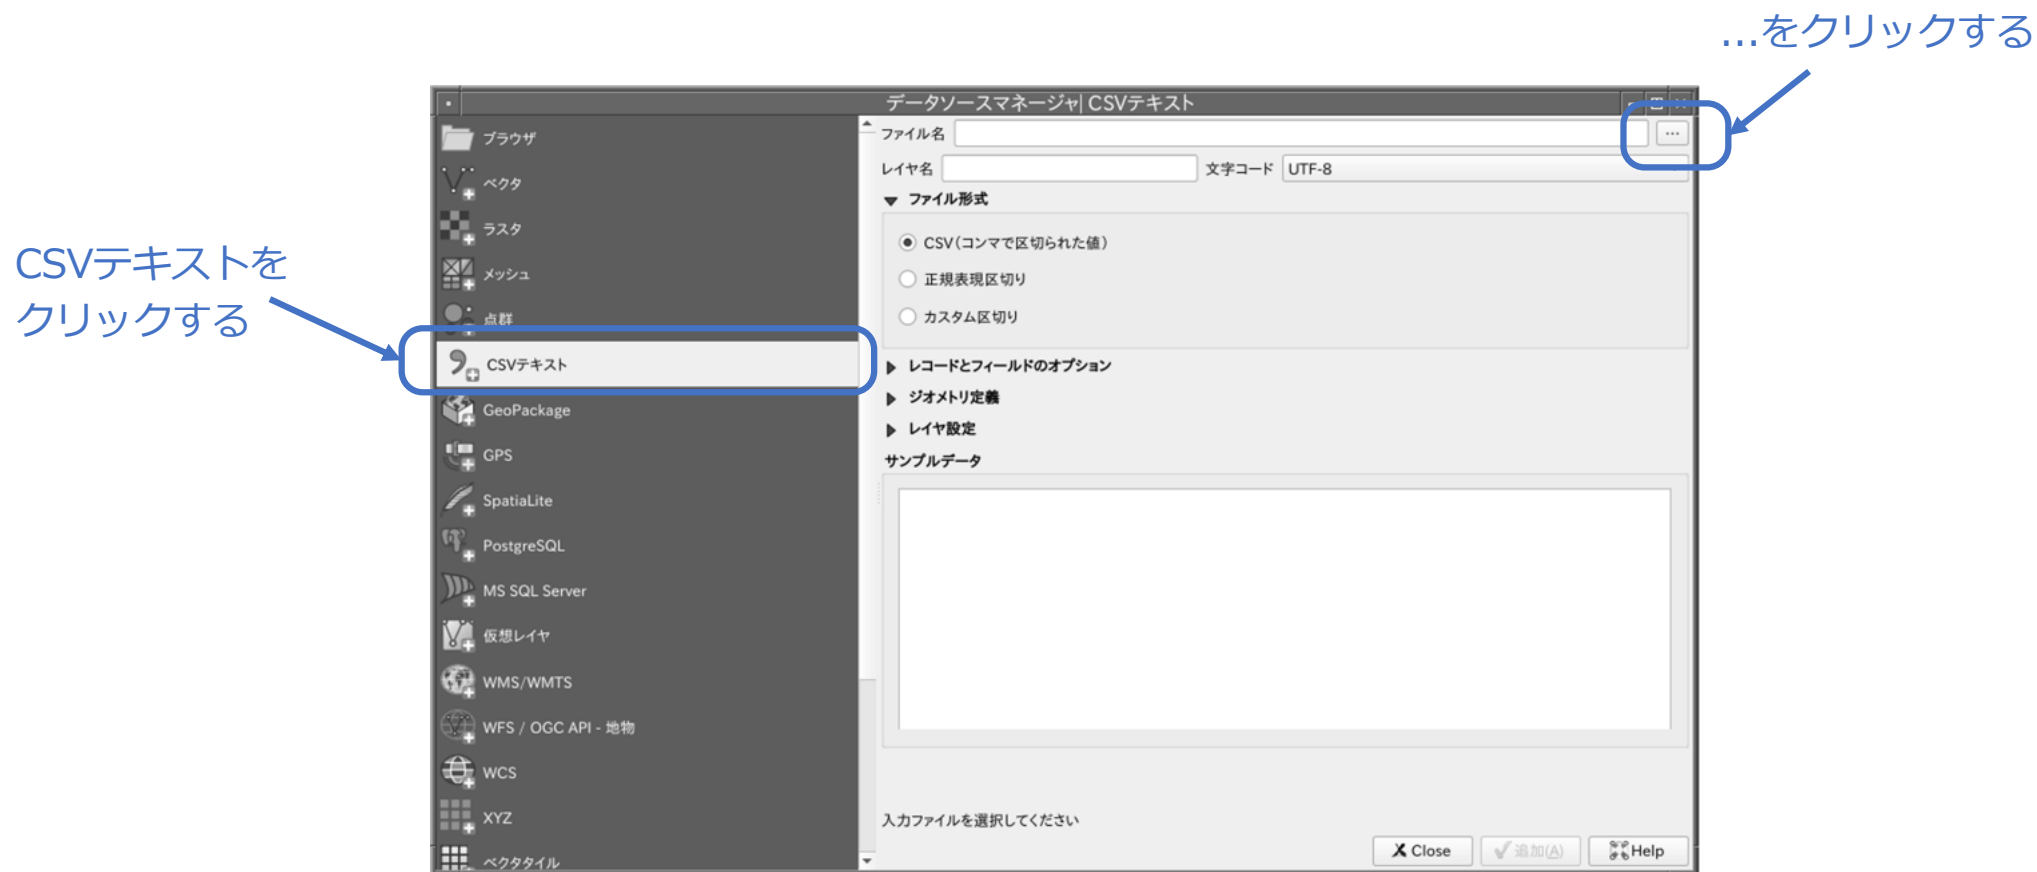 ...をクリックする
データソースマネージャ| CSVテキスト
CSVテキストを
クリックする
ブラウザ
ベクタ
ラスタ
メッシュ
点群
CSVテキスト
GeoPackage
GPS
SpatiaLite
PostgreSQL
MS SQL Server
仮想レイヤ
WMS/WMTS
WFS / OGC API - 地物
WCS
XYZ
ベクタタイル
ファイル名 ...
レイヤ名 文字コード UTF-8
ファイル形式
CSV(コンマで区切られた値)
正規表現区切り
カスタム区切り
レコードとフィールドのオプション
ジオメトリ定義
レイヤ設定
サンプルデータ
入力ファイルを選択してください
Close 追加(A) Help